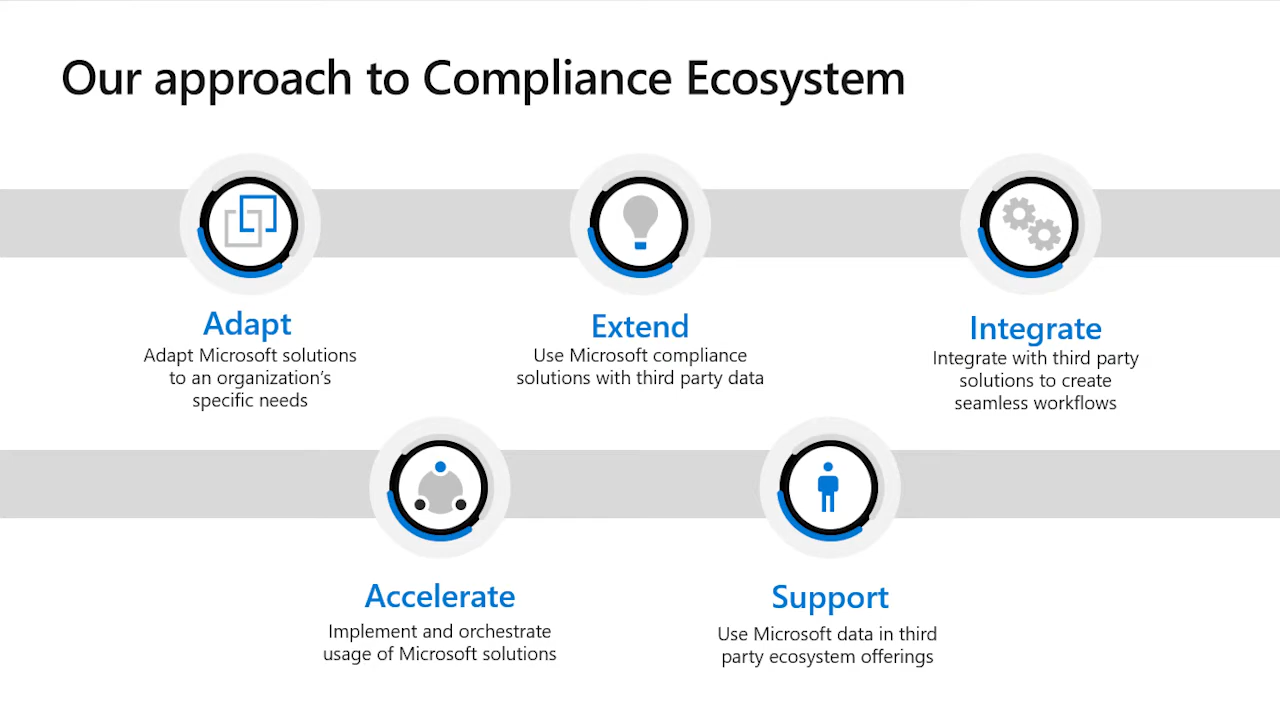 Our approach to Compliance Ecosystem
Adapt
Adapt Microsoft solutions
to an organization’s
specific needs
Extend
Use Microsoft compliance
solutions with third party data
Integrate
Integrate with third party
solutions to create
seamless workflows
Accelerate
Implement and orchestrate
usage of Microsoft solutions
Support
Use Microsoft data in third
party ecosystem offerings